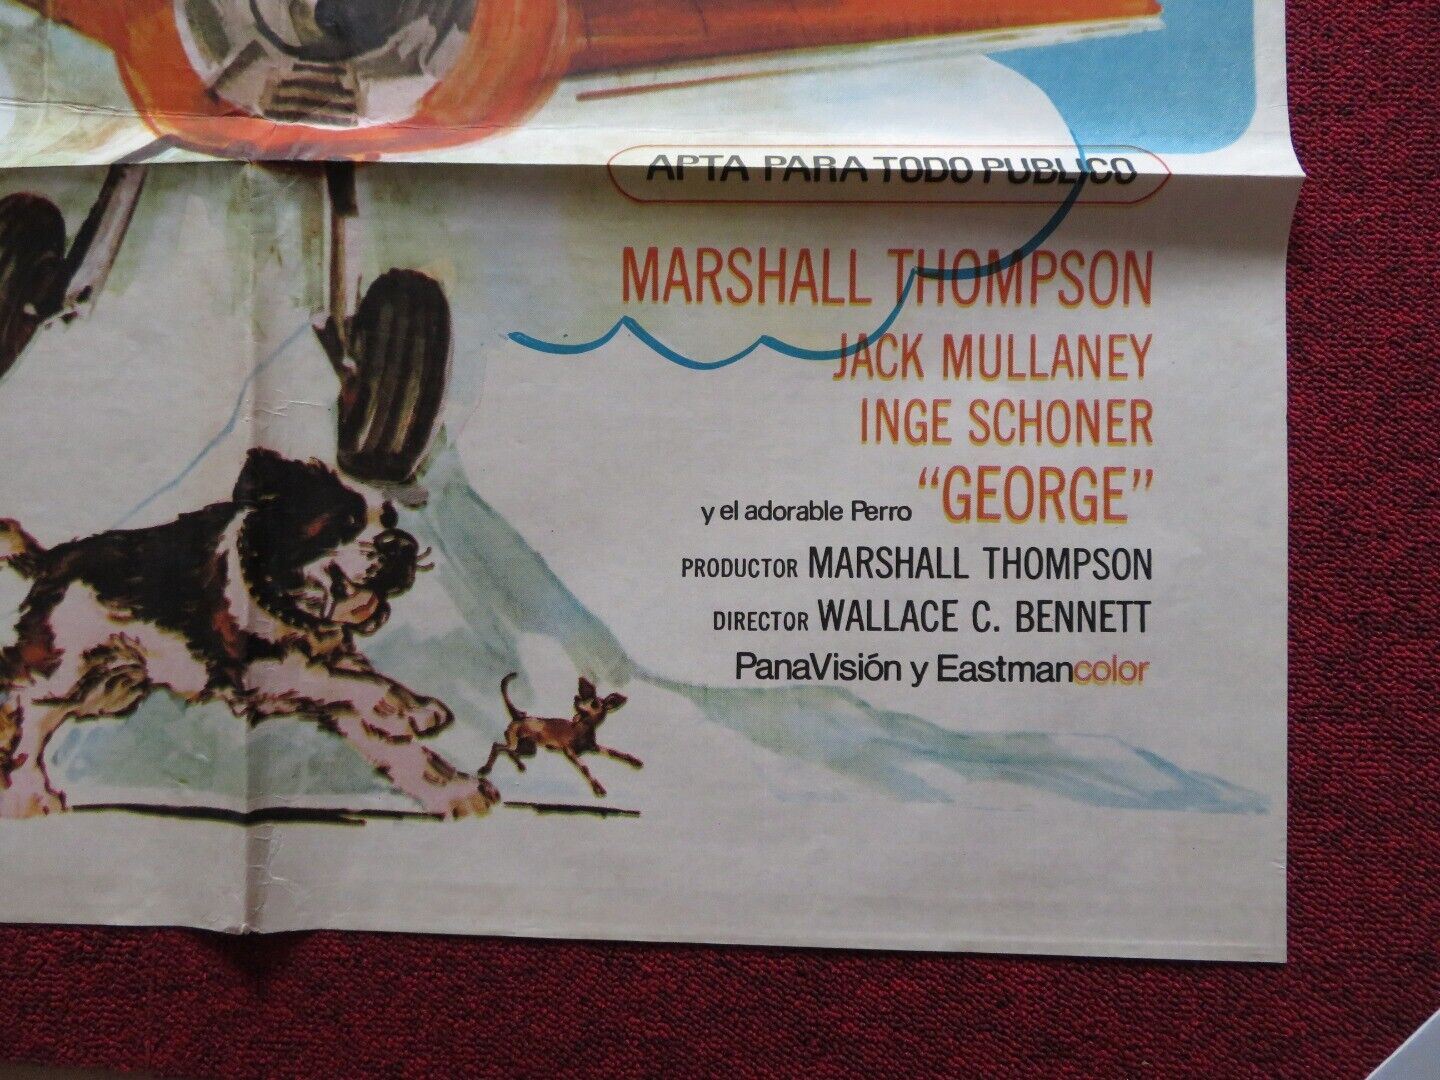 APTA PARA TODO PUBLICO
MARSHALL THOMPSON
JACK MULLANEY
INGE SCHONER
y el adorable Perro "GEORGE"
PRODUCTOR MARSHALL THOMPSON
DIRECTOR WALLACE C. BENNETT
PanaVisión y Eastmancolor